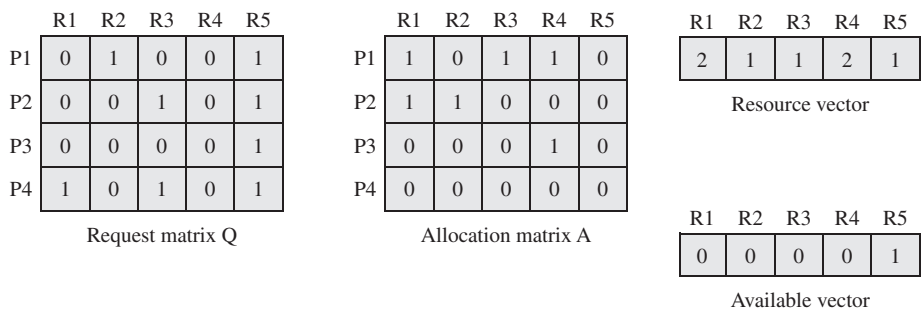 R1 R2 R3 R4 R5
P1 0 1 0 0 1
P2 0 0 1 0 1
P3 0 0 0 0 1
P4 1 0 1 0 1
Request matrix Q
R1 R2 R3 R4 R5
P1 1 0 1 1 0
P2 1 1 0 0 0
P3 0 0 0 1 0
P4 0 0 0 0 0
Allocation matrix A
R1 R2 R3 R4 R5
2 1 1 2 1
Resource vector
R1 R2 R3 R4 R5
0 0 0 0 1
Available vector